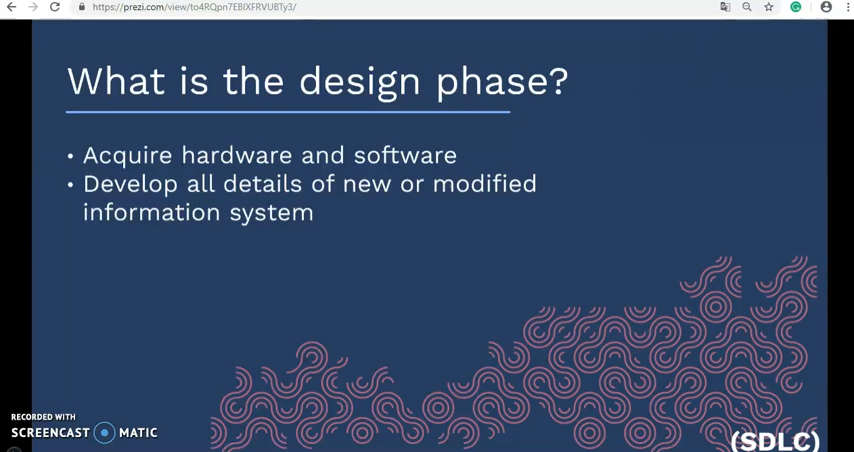 https://prezi.com/view/to4RQpn7EBlXFRVUBTy3/
What is the design phase?
• Acquire hardware and software
• Develop all details of new or modified
information system
RECORDED WITH
SCREENCAST MATIC
(SDLC)